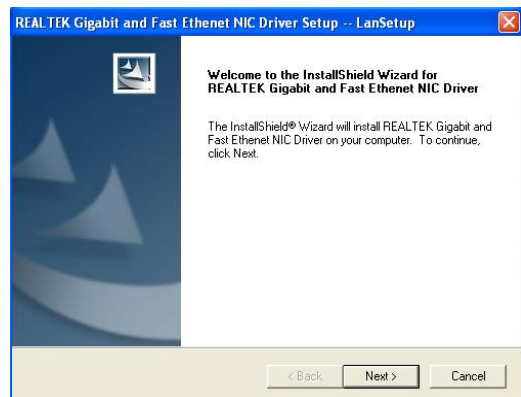 REALTEK Gigabit and Fast Ethenet NIC Driver Setup -- LanSetup
Welcome to the InstallShield Wizard for
REALTEK Gigabit and Fast Ethenet NIC Driver
The InstallShield® Wizard will install REALTEK Gigabit and
Fast Ethenet NIC Driver on your computer. To continue,
click Next.
< Back
Next >
Cancel